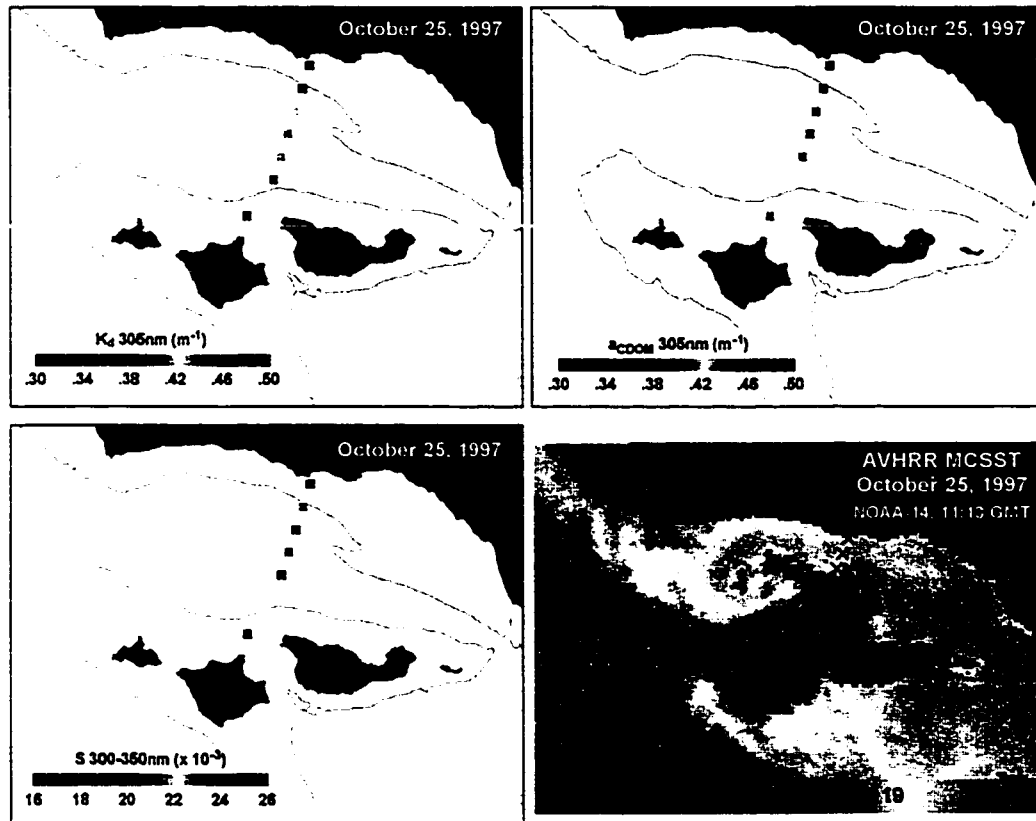 October 25, 1997
K_d 305nm (m⁻¹)
.30 .34 .38 .42 .46 .50
October 25, 1997
a_CDOM 305nm (m⁻¹)
.30 .34 .38 .42 .46 .50
October 25, 1997
S 300-350nm (x 10⁻³)
16 18 20 22 24 26
AVHRR MCSST
October 25, 1997
NOAA-14, 11:13 GMT
19